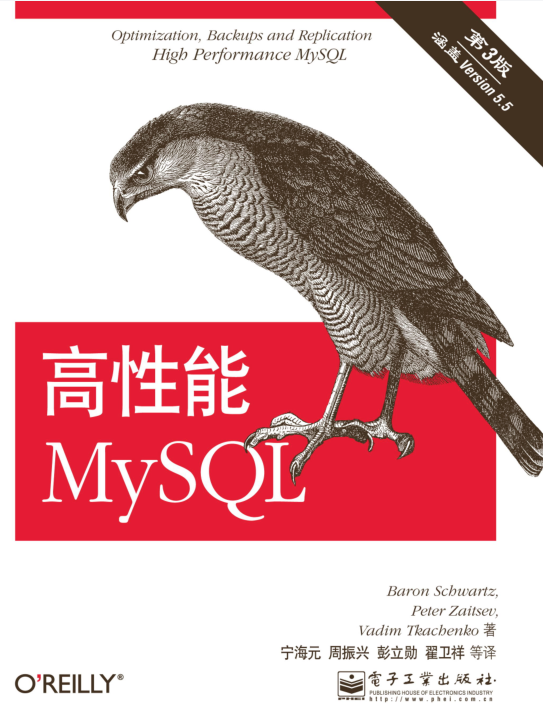 Optimization, Backups and Replication
High Performance MySQL
第3版
涵盖 Version 5.5
高性能
MySQL
Baron Schwartz,
Peter Zaitsev,
Vadim Tkachenko 著
宁海元 周振兴 彭立勋 翟卫祥 等译
O'REILLY®
电子工业出版社
PUBLISHING HOUSE OF ELECTRONICS INDUSTRY
http://www.phei.com.cn